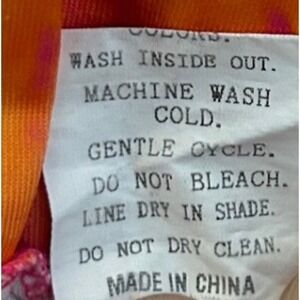 COLORS.
WASH INSIDE OUT.
MACHINE WASH
COLD.
GENTLE CYCLE.
DO NOT BLEACH.
LINE DRY IN SHADE.
DO NOT DRY CLEAN.
MADE IN CHINA